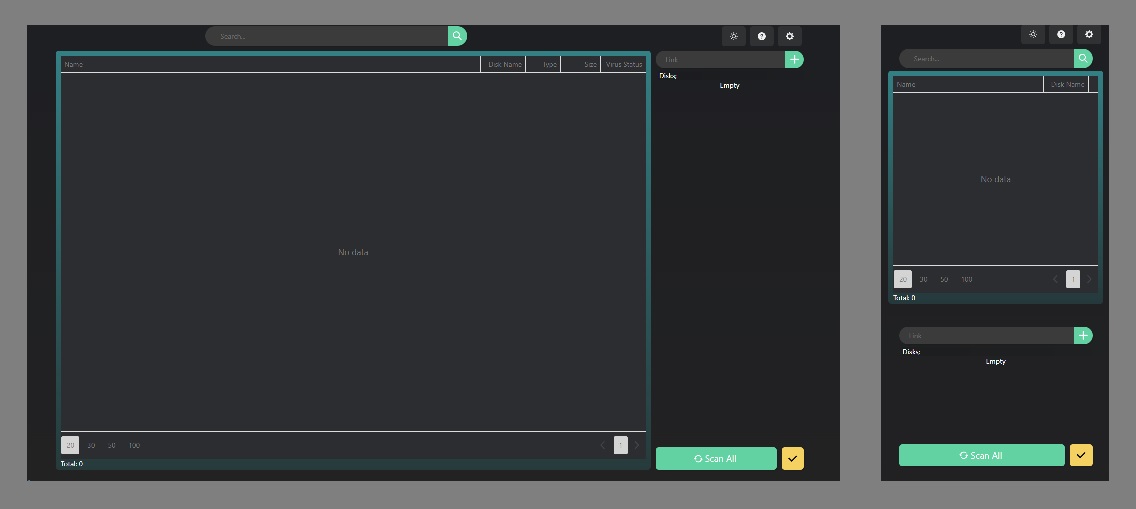 Search...
Name Disk Name Type Size Virus Status
No data
20 30 50 100 1
Total: 0
Link
Disks:
Empty
Scan All
Search...
Name Disk Name
No data
20 30 50 100 1
Total: 0
Link
Disks:
Empty
Scan All